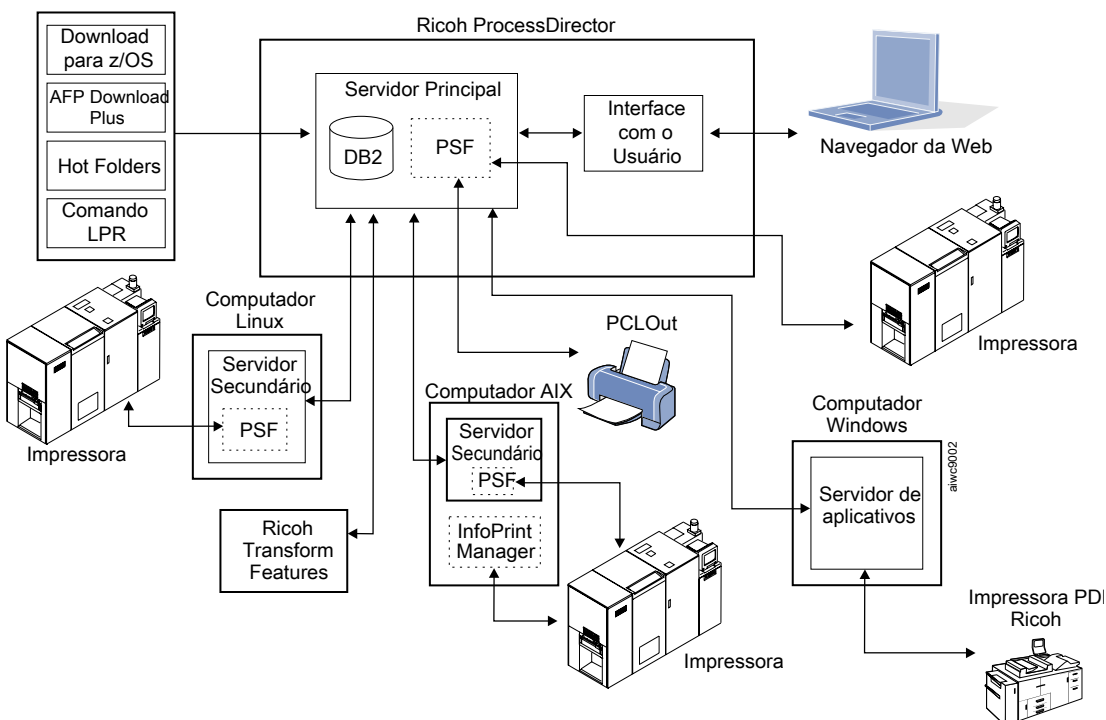 Ricoh ProcessDirector
Download
para z/OS
AFP Download
Plus
Hot Folders
Comando
LPR
Servidor Principal
DB2
PSF
Interface
com o
Usuário
Navegador da Web
Impressora
Computador
Linux
Servidor
Secundário
PSF
Impressora
Ricoh
Transform
Features
PCLOut
Computador AIX
Servidor
Secundário
PSF
InfoPrint
Manager
Impressora
Computador
Windows
Servidor de
aplicativos
aiwc9002
Impressora PDF
Ricoh